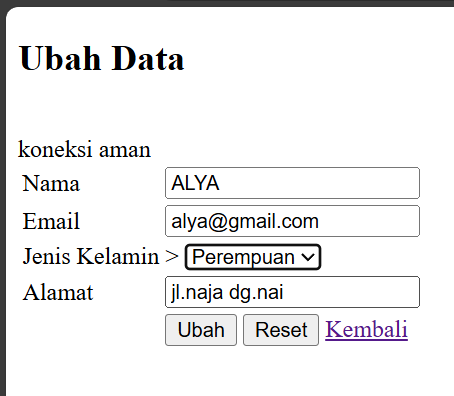 Ubah Data
koneksi aman
Nama ALYA
Email alya@gmail.com
Jenis Kelamin > Perempuan
Alamat jl.naja dg.nai
Ubah Reset Kembali